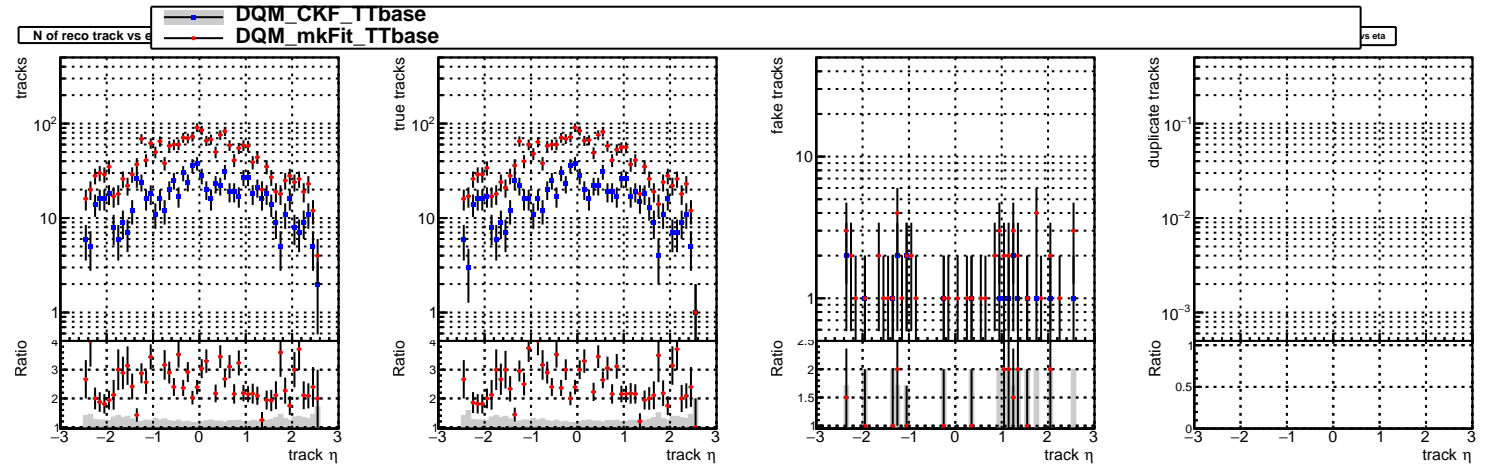 DQM_CKF_TTbase
DQM_mkFit_TTbase
N of reco track vs e
vs eta
tracks
10²
10
1
Ratio
4
3
2
1
−3 −2 −1 0 1 2 3
track η
true tracks
10²
10
1
Ratio
4
3
2
1
−3 −2 −1 0 1 2 3
track η
fake tracks
10
1
Ratio
2.5
2
1.5
1
−3 −2 −1 0 1 2 3
track η
duplicate tracks
10⁻¹
10⁻²
10⁻³
Ratio
1
0.5
0
−3 −2 −1 0 1 2 3
track η